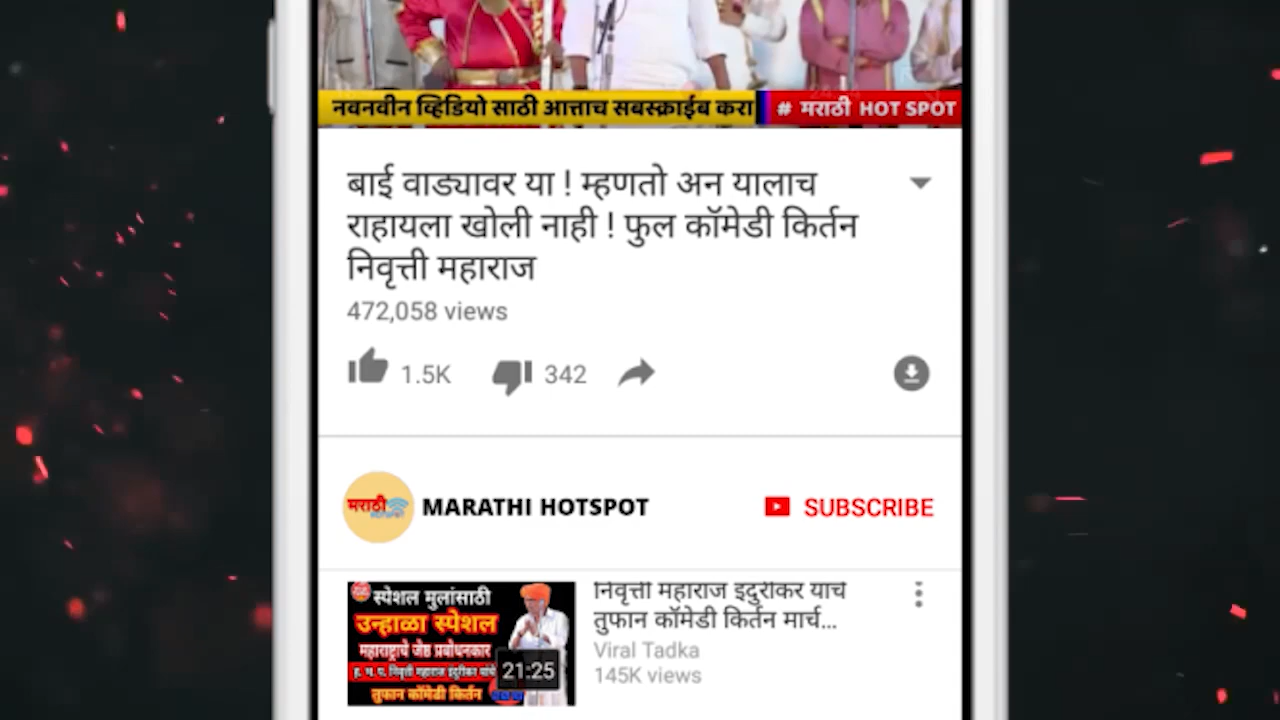 नवनवीन व्हिडियो साठी आत्ताच सबस्क्राईब करा # मराठी HOT SPOT
बाई वाड्यावर या ! म्हणतो अन यालाच
राहायला खोली नाही ! फुल कॉमेडी किर्तन
निवृत्ती महाराज
472,058 views
1.5K 342
मराठी MARATHI HOTSPOT SUBSCRIBE
स्पेशल मुलांसाठी
उन्हाळा स्पेशल
महाराष्ट्राचे जेष्ठ प्रबोधनकार
ह. भ. प. निवृत्ती महाराज इंदुरीकर यांचे
तुफान कॉमेडी किर्तन
21:25
निवृत्ती महाराज इंदुरीकर यांचे
तुफान कॉमेडी किर्तन मार्च...
Viral Tadka
145K views